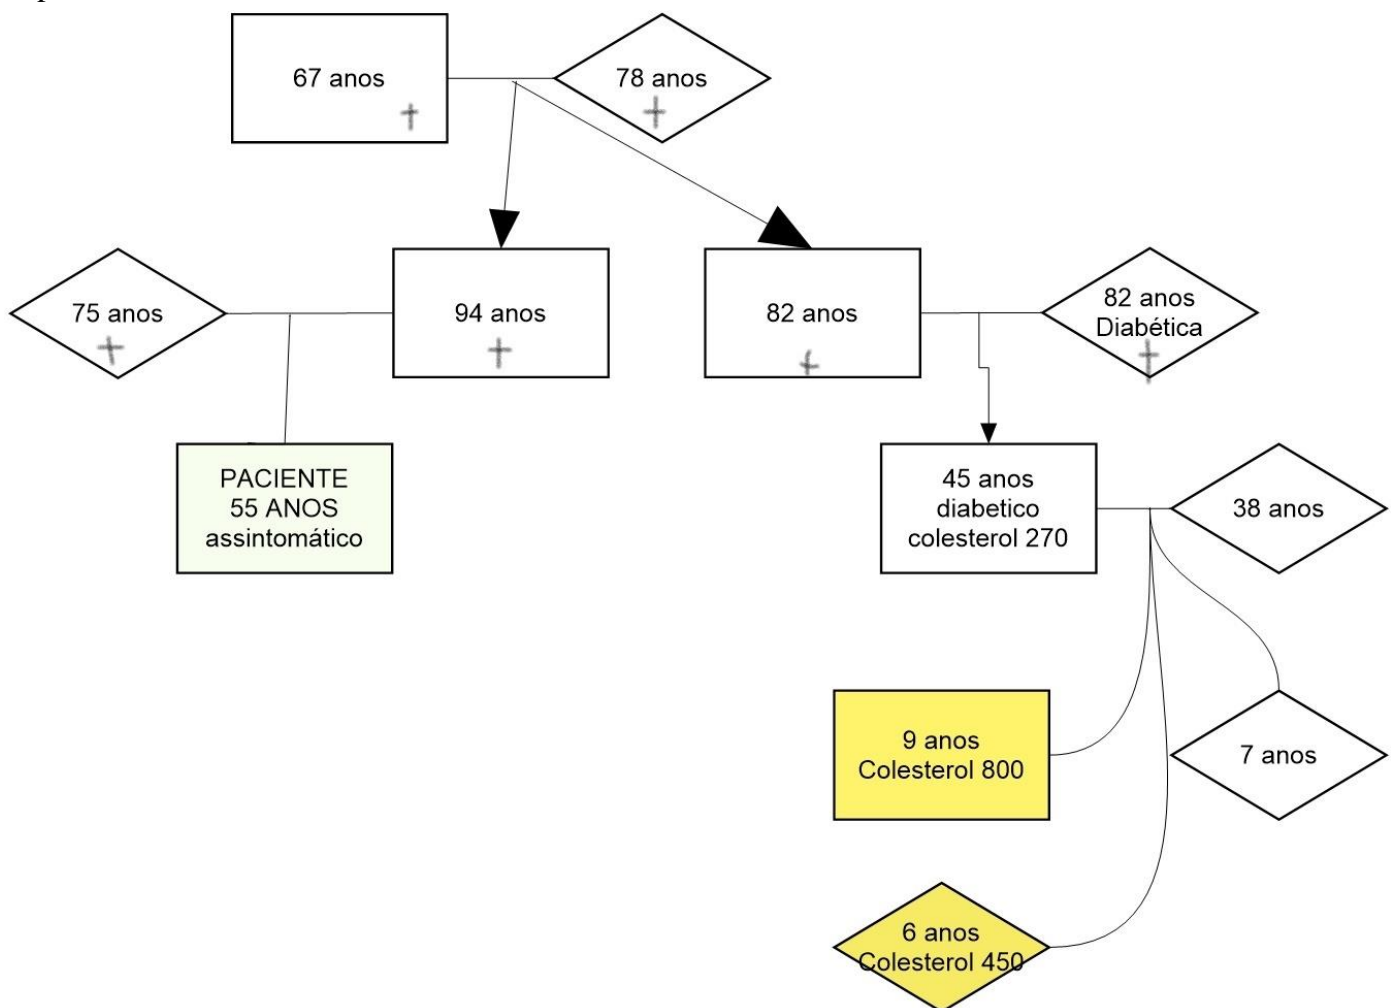 67 anos
78 anos
75 anos
94 anos
82 anos
82 anos
Diabética
PACIENTE
55 ANOS
assintomático
45 anos
diabetico
colesterol 270
38 anos
9 anos
Colesterol 800
7 anos
6 anos
Colesterol 450